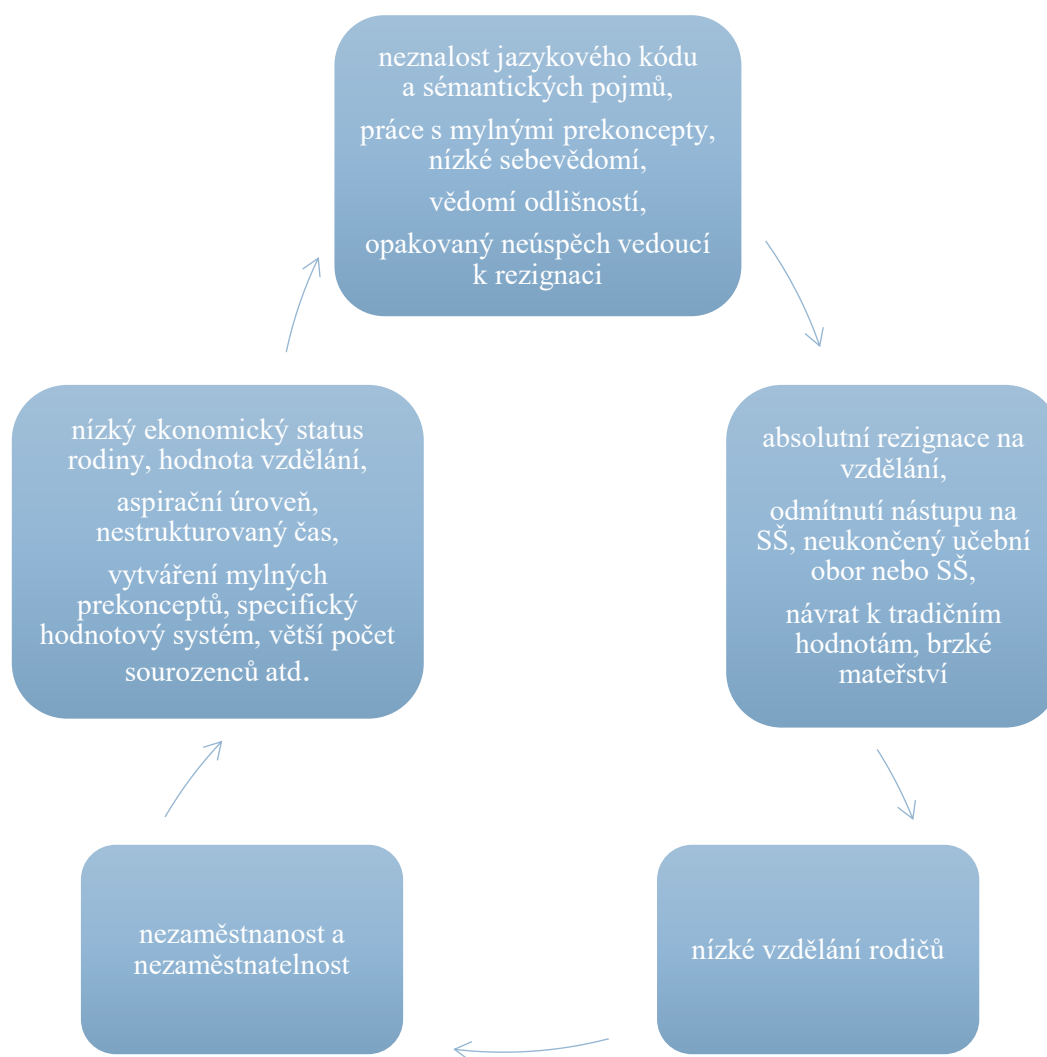 neznalost jazykového kódu
a sémantických pojmů,
práce s mylnými prekoncepty,
nízké sebevědomí,
vědomí odlišností,
opakovaný neúspěch vedoucí
k rezignaci
absolutní rezignace na
vzdělání,
odmítnutí nástupu na
SŠ, neukončený učební
obor nebo SŠ,
návrat k tradičním
hodnotám, brzké
mateřství
nízké vzdělání rodičů
nezaměstnanost a
nezaměstnatelnost
nízký ekonomický status
rodiny, hodnota vzdělání,
aspirační úroveň,
nestrukturovaný čas,
vytváření mylných
prekonceptů, specifický
hodnotový systém, větší počet
sourozenců atd.